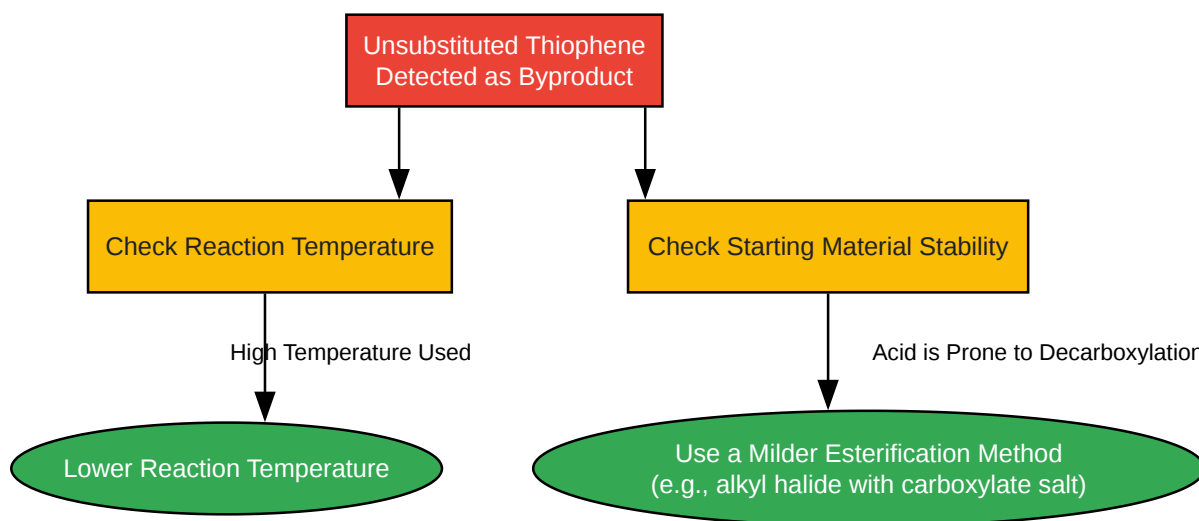 Unsubstituted Thiophene
Detected as Byproduct
Check Reaction Temperature
Check Starting Material Stability
High Temperature Used
Acid is Prone to Decarboxylation
Lower Reaction Temperature
Use a Milder Esterification Method
(e.g., alkyl halide with carboxylate salt)